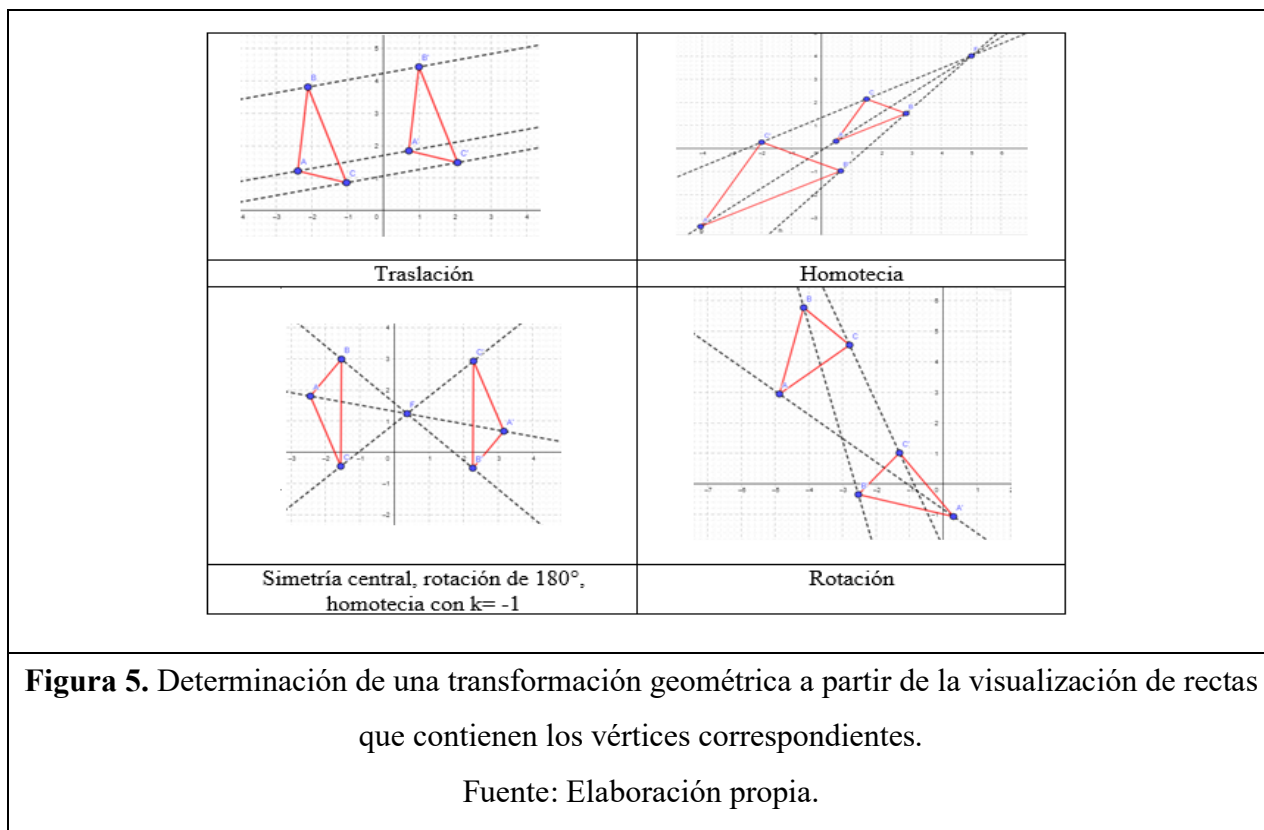 B
B'
A
A'
C
C'
Traslación
C
B
C'
Homotecia
B
C'
A
F
A'
C
B'
Simetría central, rotación de 180°,
homotecia con k= -1
B
C
A
C'
B'
A'
Rotación
Figura 5. Determinación de una transformación geométrica a partir de la visualización de rectas
que contienen los vértices correspondientes.
Fuente: Elaboración propia.